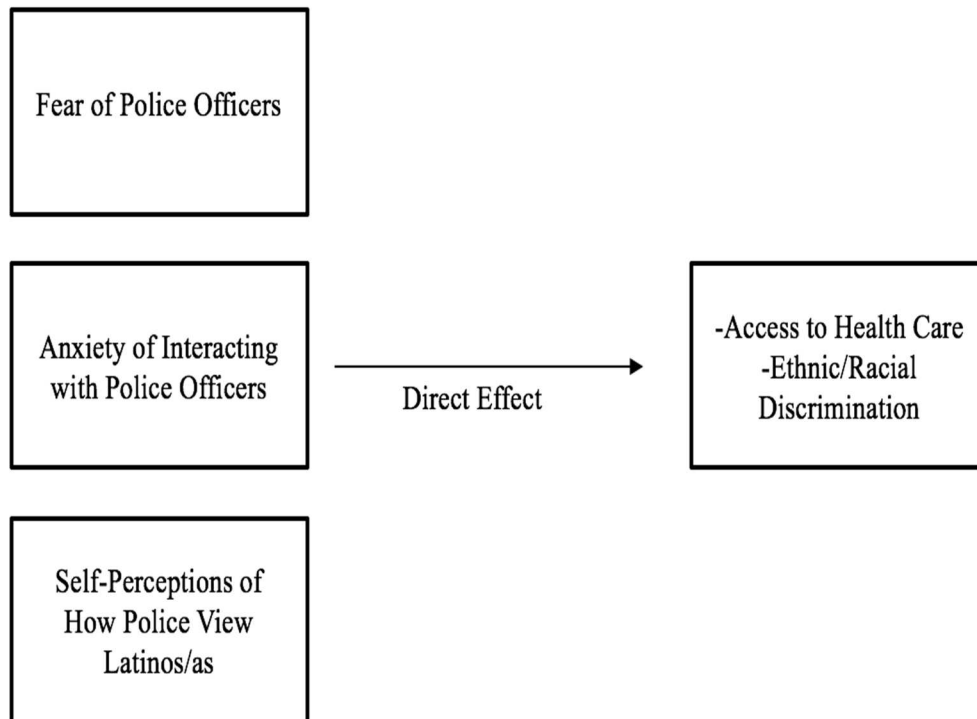 Fear of Police Officers
Anxiety of Interacting
with Police Officers
Direct Effect
-Access to Health Care
-Ethnic/Racial
Discrimination
Self-Perceptions of
How Police View
Latinos/as